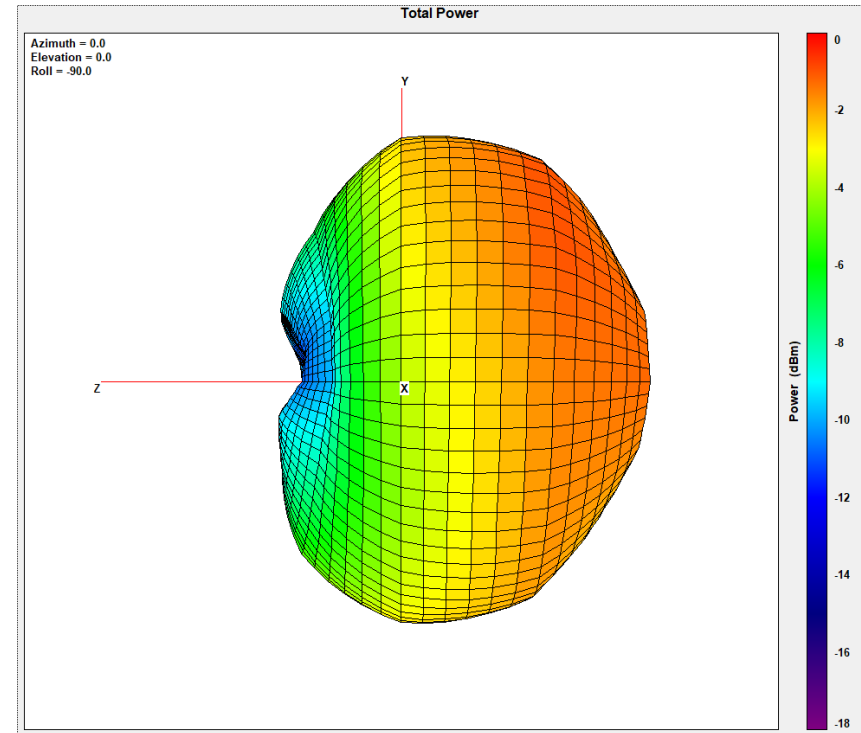 Total Power
Azimuth = 0.0
Elevation = 0.0
Roll = -90.0
Y
Z
X
0
-2
-4
-6
-8
-10
-12
-14
-16
-18
Power (dBm)